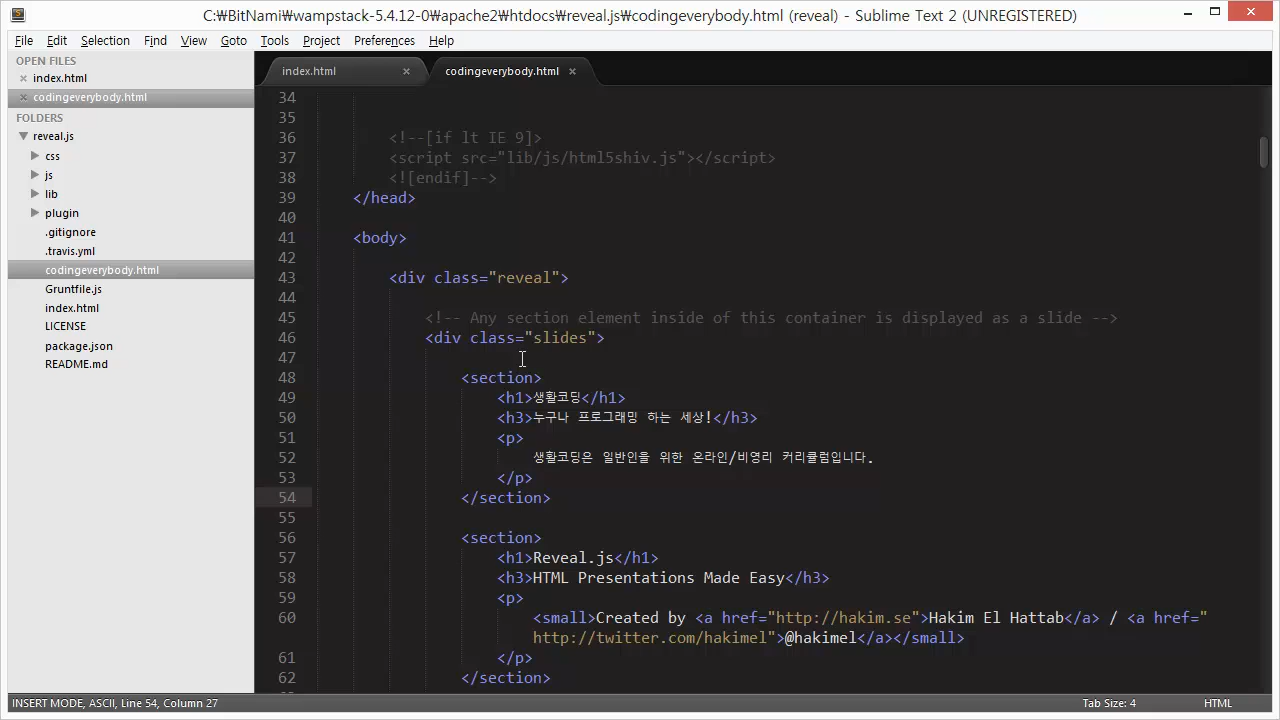 C:₩BitNami₩wampstack-5.4.12-0₩apache2₩htdocs₩reveal.js₩codingeverybody.html (reveal) - Sublime Text 2 (UNREGISTERED)
File Edit Selection Find View Goto Tools Project Preferences Help
OPEN FILES
index.html
codingeverybody.html
FOLDERS
reveal.js
css
js
lib
plugin
.gitignore
.travis.yml
codingeverybody.html
Gruntfile.js
index.html
LICENSE
package.json
README.md
index.html codingeverybody.html
34
35
36 <!--[if lt IE 9]>
37 <script src="lib/js/html5shiv.js"></script>
38 <![endif]-->
39 </head>
40
41 <body>
42
43 <div class="reveal">
44
45 <!-- Any section element inside of this container is displayed as a slide -->
46 <div class="slides">
47
48 <section>
49 <h1>생활코딩</h1>
50 <h3>누구나 프로그래밍 하는 세상!</h3>
51 <p>
52 생활코딩은 일반인을 위한 온라인/비영리 커리큘럼입니다.
53 </p>
54 </section>
55
56 <section>
57 <h1>Reveal.js</h1>
58 <h3>HTML Presentations Made Easy</h3>
59 <p>
60 <small>Created by <a href="http://hakim.se">Hakim El Hattab</a> / <a href="
http://twitter.com/hakimel">@hakimel</a></small>
61 </p>
62 </section>
INSERT MODE, ASCII, Line 54, Column 27 Tab Size: 4 HTML